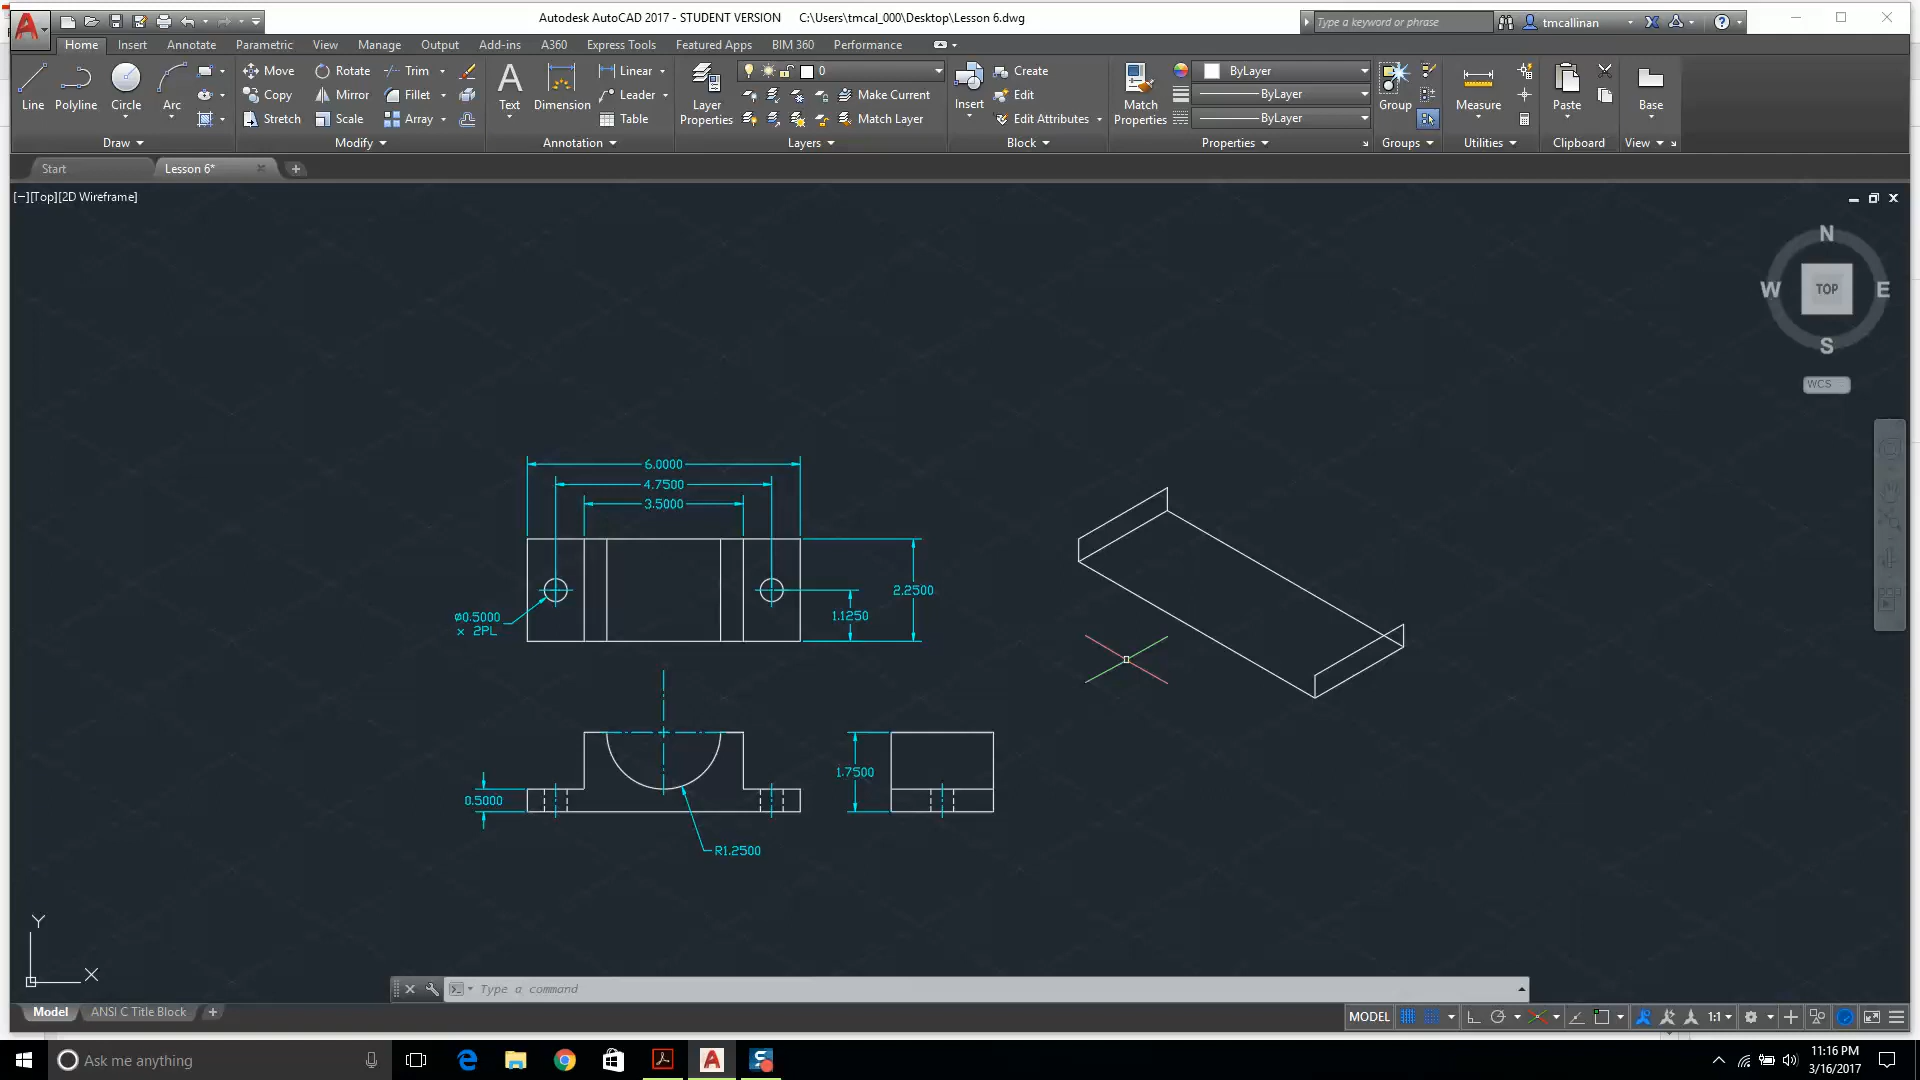 Autodesk AutoCAD 2017 - STUDENT VERSION C:\Users\tmcal_000\Desktop\Lesson 6.dwg
Type a keyword or phrase
tmcallinan
Home Insert Annotate Parametric View Manage Output Add-ins A360 Express Tools Featured Apps BIM 360 Performance
Line
Polyline
Circle
Arc
Draw
Move Rotate Trim
Copy Mirror Fillet
Stretch Scale Array
Modify
Text
Dimension
Linear
Leader
Table
Annotation
Layer
Properties
0
Make Current
Match Layer
Layers
Insert
Create
Edit
Edit Attributes
Block
Match
Properties
ByLayer
ByLayer
ByLayer
Properties
Group
Groups
Measure
Utilities
Paste
Clipboard
Base
View
Start
Lesson 6*
[−][Top][2D Wireframe]
N
W TOP E
S
WCS
6.0000
4.7500
3.5000
2.2500
1.1250
⌀0.5000
x 2PL
1.7500
0.5000
R1.2500
Y
X
Type a command
Model ANSI C Title Block
MODEL
1:1
Ask me anything
11:16 PM
3/16/2017